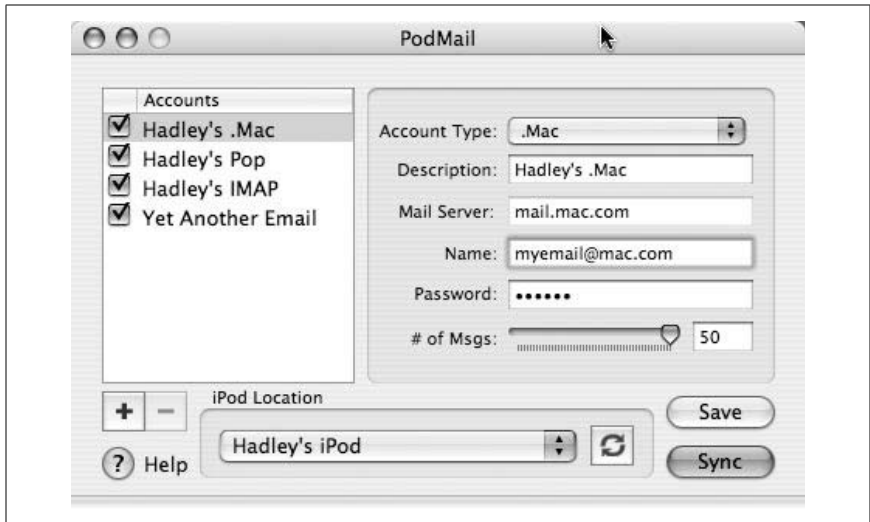 PodMail
Accounts
Hadley's .Mac
Hadley's Pop
Hadley's IMAP
Yet Another Email
Account Type: .Mac
Description: Hadley's .Mac
Mail Server: mail.mac.com
Name: myemail@mac.com
Password: ••••••
# of Msgs: 50
+ −
iPod Location
Hadley's iPod
Save
? Help
Sync